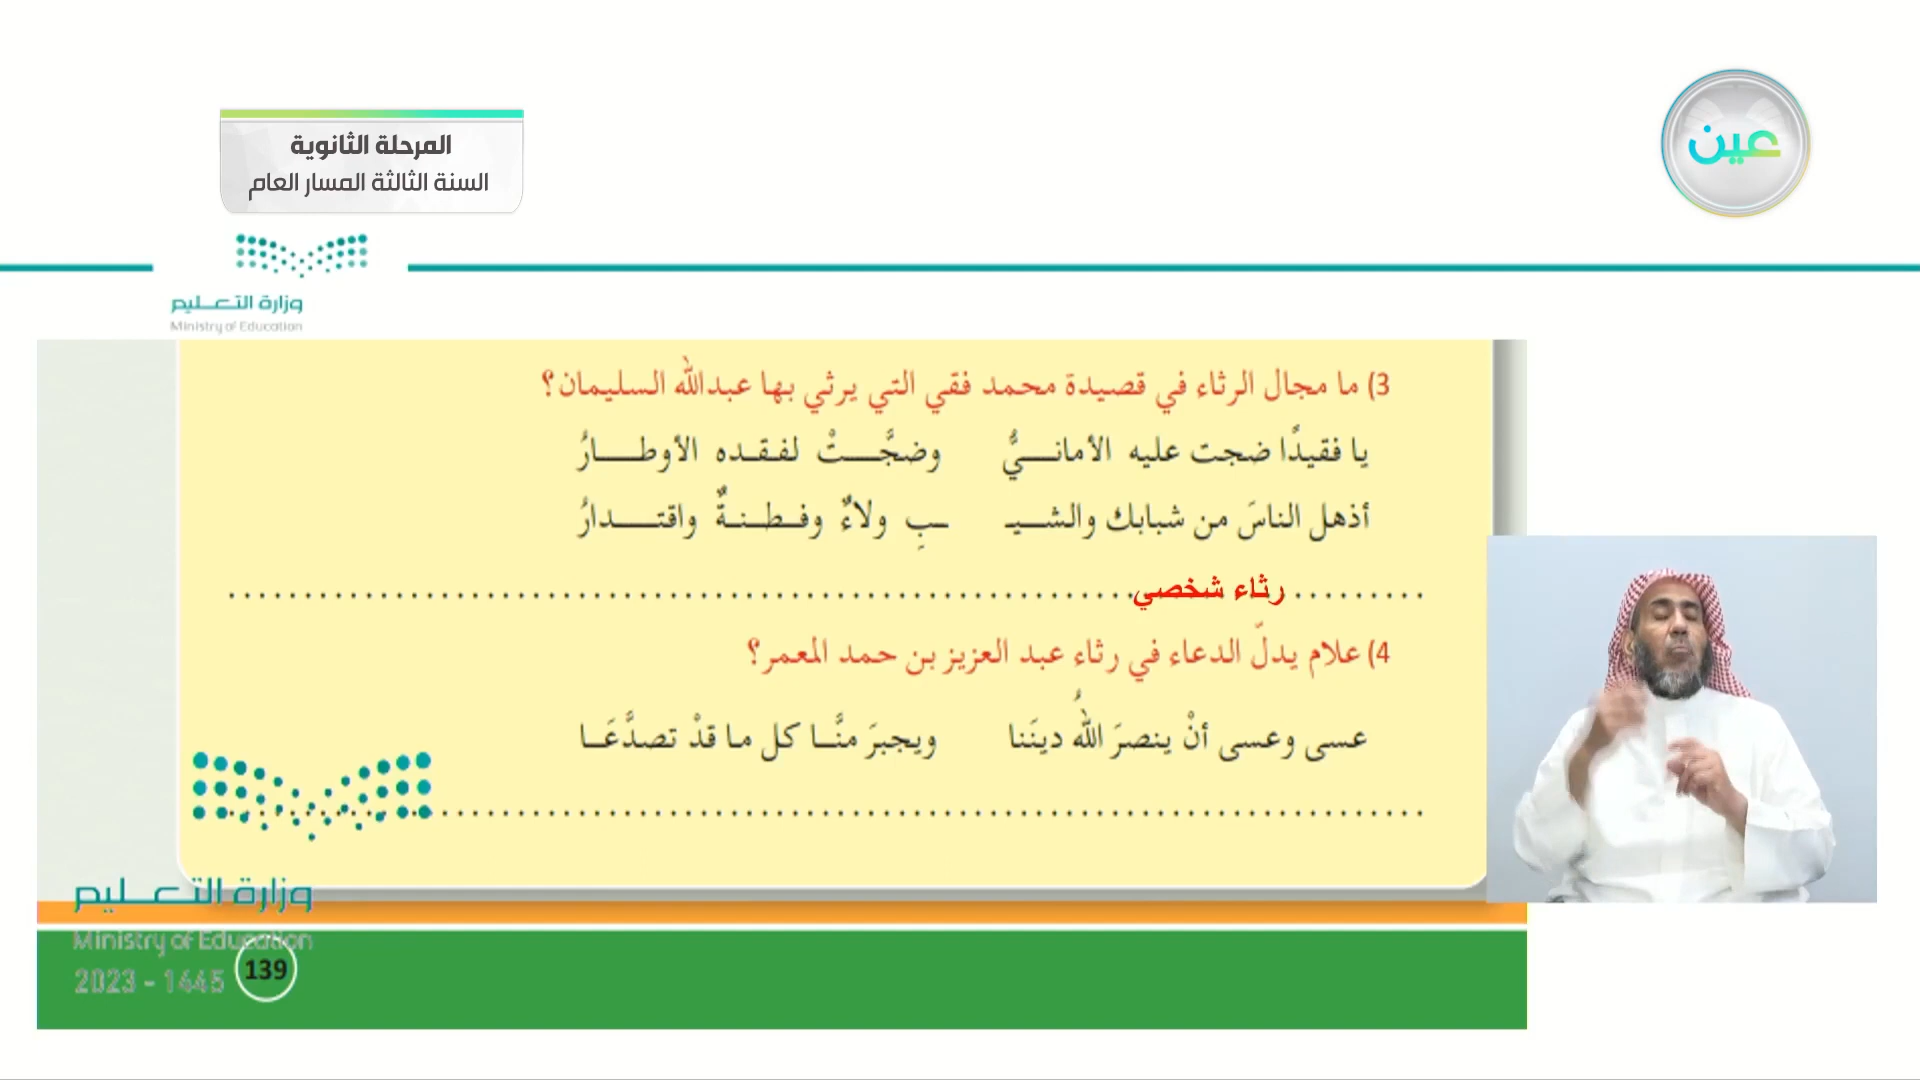 المرحلة الثانوية
السنة الثالثة المسار العام
عين
وزارة التعليم
Ministry of Education
3) ما مجال الرثاء في قصيدة محمد فقي التي يرثي بها عبدالله السليمان؟
يا فقيدًا ضجت عليه الأمانيُّ وضجَّتْ لفقده الأوطارُ
أذهل الناسَ من شبابك والشيـ ـبِ ولاءٌ وفطنةٌ واقتدارُ
رثاء شخصي
4) علام يدلّ الدعاء في رثاء عبد العزيز بن حمد المعمر؟
عسى وعسى أنْ ينصرَ اللهُ دينَنا ويجبرَ منَّا كل ما قدْ تصدَّعَا
وزارة التعليم
Ministry of Education
2023 - 1445
139